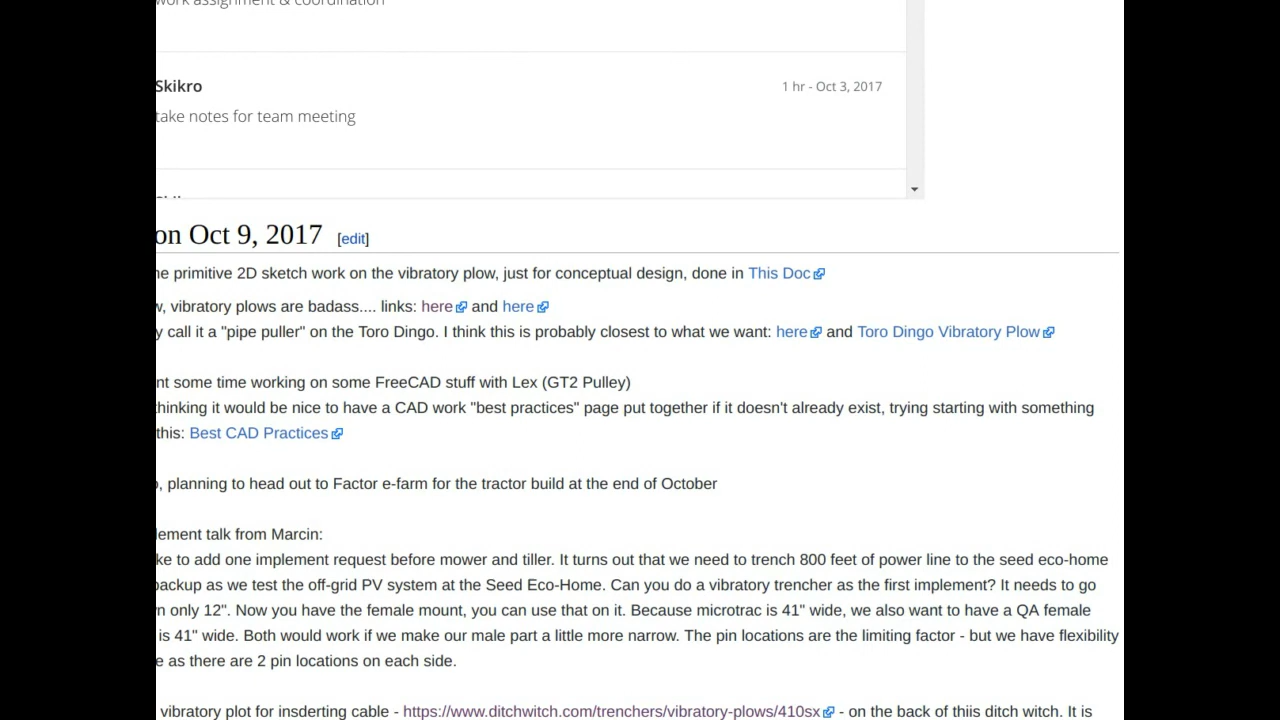 work assignment & coordination
Skikro
1 hr - Oct 3, 2017
take notes for team meeting
on Oct 9, 2017 [edit]
ne primitive 2D sketch work on the vibratory plow, just for conceptual design, done in This Doc
w, vibratory plows are badass.... links: here and here
y call it a "pipe puller" on the Toro Dingo. I think this is probably closest to what we want: here and Toro Dingo Vibratory Plow
nt some time working on some FreeCAD stuff with Lex (GT2 Pulley)
thinking it would be nice to have a CAD work "best practices" page put together if it doesn't already exist, trying starting with something
this: Best CAD Practices
, planning to head out to Factor e-farm for the tractor build at the end of October
lement talk from Marcin:
ke to add one implement request before mower and tiller. It turns out that we need to trench 800 feet of power line to the seed eco-home
backup as we test the off-grid PV system at the Seed Eco-Home. Can you do a vibratory trencher as the first implement? It needs to go
n only 12". Now you have the female mount, you can use that on it. Because microtrac is 41" wide, we also want to have a QA female
is 41" wide. Both would work if we make our male part a little more narrow. The pin locations are the limiting factor - but we have flexibility
e as there are 2 pin locations on each side.
vibratory plot for insderting cable - https://www.ditchwitch.com/trenchers/vibratory-plows/410sx - on the back of thiis ditch witch. It is